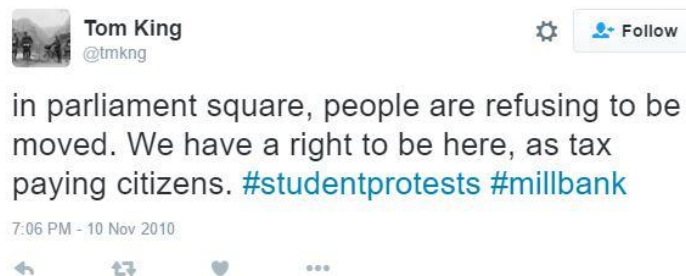 Tom King
@tmkng
Follow
in parliament square, people are refusing to be
moved. We have a right to be here, as tax
paying citizens. #studentprotests #millbank
7:06 PM - 10 Nov 2010